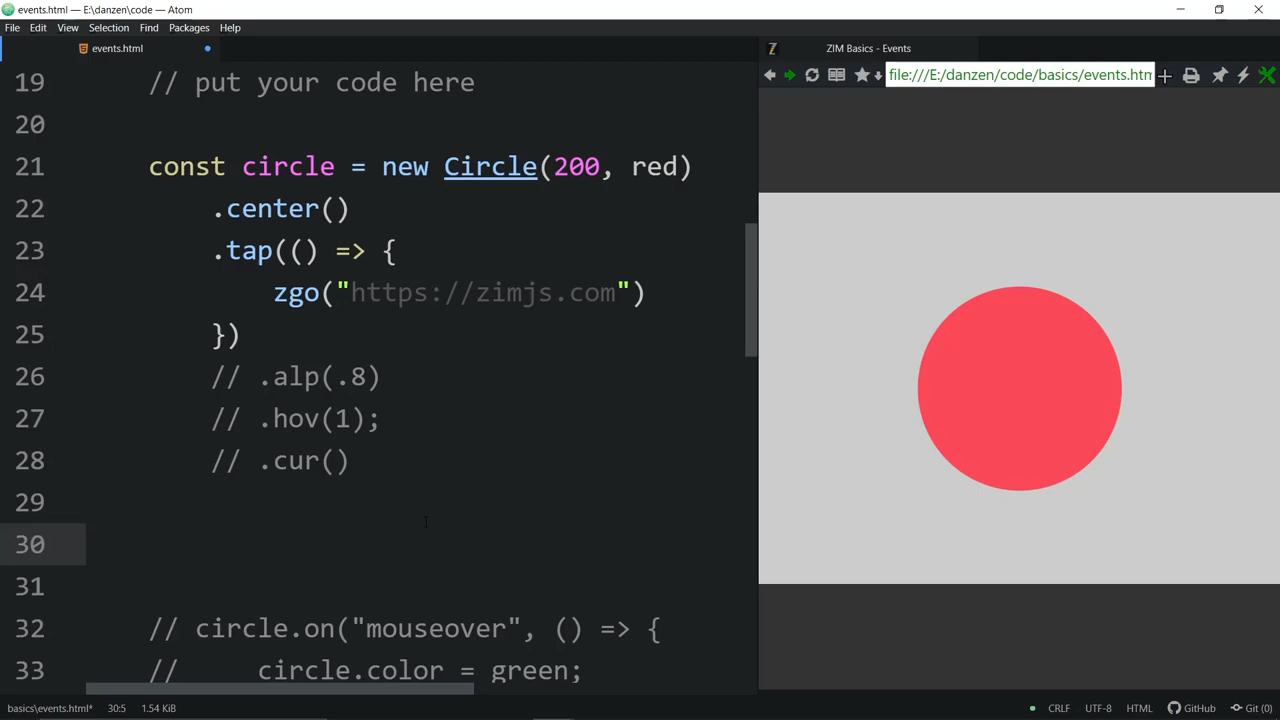 events.html — E:\danzen\code — Atom
File Edit View Selection Find Packages Help
events.html
ZIM Basics - Events
file:///E:/danzen/code/basics/events.htm
19 // put your code here
20
21 const circle = new Circle(200, red)
22 .center()
23 .tap(() => {
24 zgo("https://zimjs.com")
25 })
26 // .alp(.8)
27 // .hov(1);
28 // .cur()
29
30
31
32 // circle.on("mouseover", () => {
33 // circle.color = green;
basics\events.html* 30:5 1.54 KiB CRLF UTF-8 HTML GitHub Git (0)